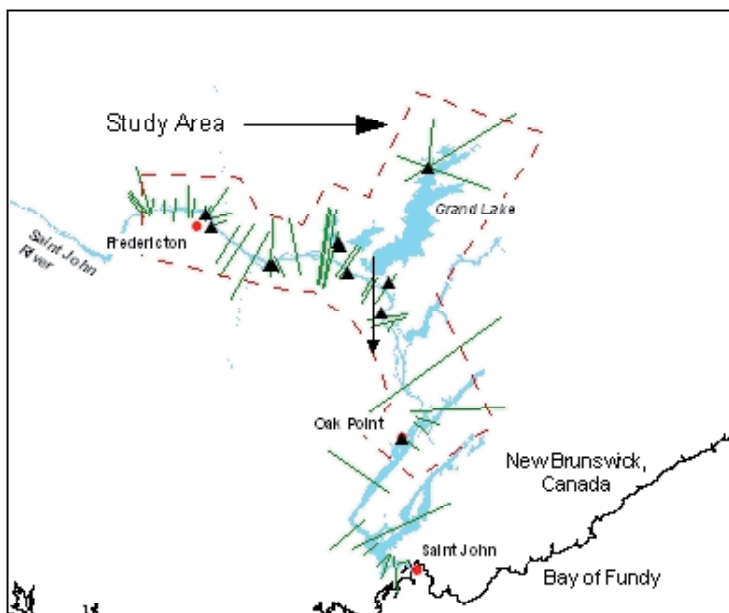 Study Area
Grand Lake
Fredericton
Saint John
River
Oak Point
New Brunswick,
Canada
Saint John
Bay of Fundy